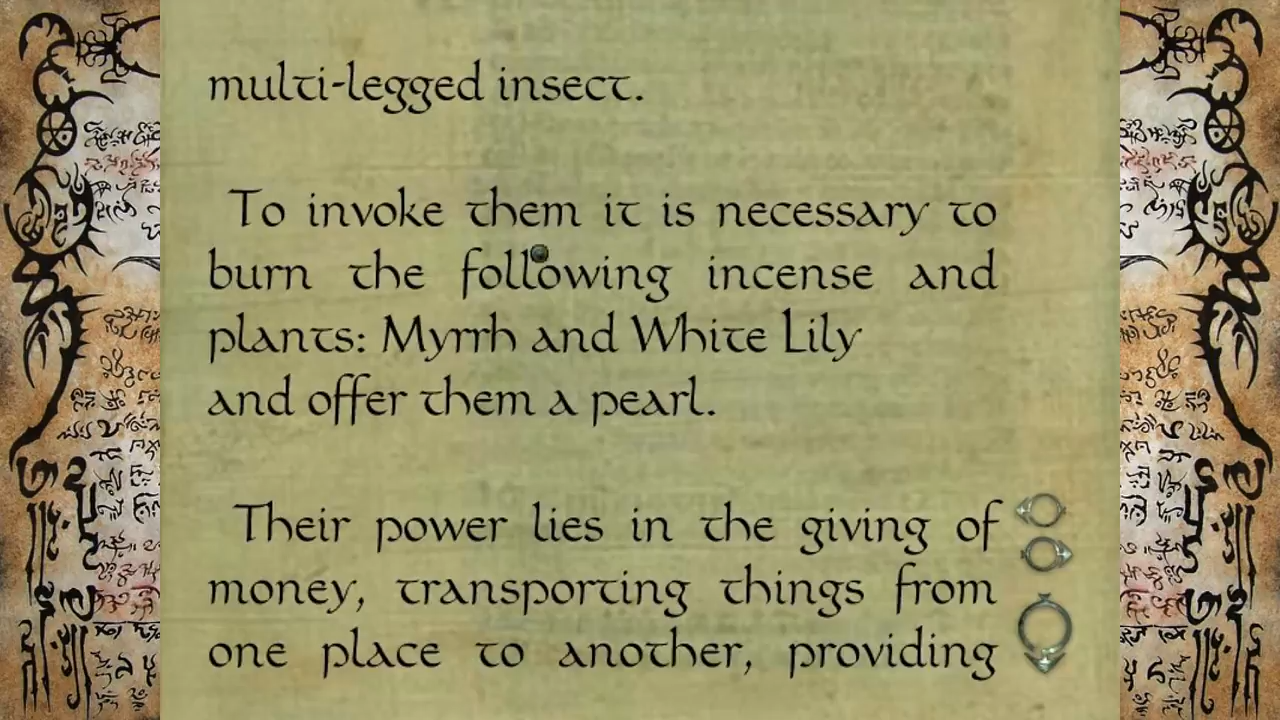 multi-legged insect.
To invoke them it is necessary to
burn the following incense and
plants: Myrrh and White Lily
and offer them a pearl.
Their power lies in the giving of
money, transporting things from
one place to another, providing